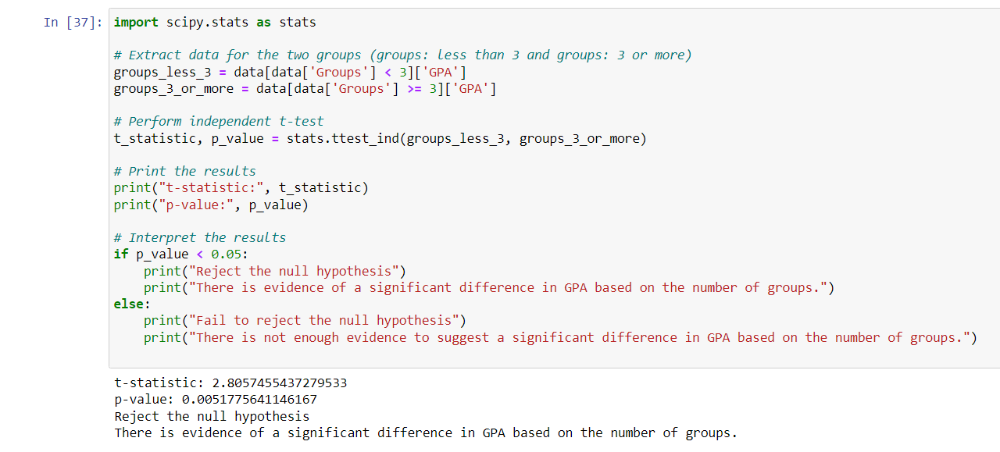 In [37]: import scipy.stats as stats
# Extract data for the two groups (groups: less than 3 and groups: 3 or more)
groups_less_3 = data[data['Groups'] < 3]['GPA']
groups_3_or_more = data[data['Groups'] >= 3]['GPA']
# Perform independent t-test
t_statistic, p_value = stats.ttest_ind(groups_less_3, groups_3_or_more)
# Print the results
print("t-statistic:", t_statistic)
print("p-value:", p_value)
# Interpret the results
if p_value < 0.05:
    print("Reject the null hypothesis")
    print("There is evidence of a significant difference in GPA based on the number of groups.")
else:
    print("Fail to reject the null hypothesis")
    print("There is not enough evidence to suggest a significant difference in GPA based on the number of groups.")
t-statistic: 2.8057455437279533
p-value: 0.0051775641146167
Reject the null hypothesis
There is evidence of a significant difference in GPA based on the number of groups.